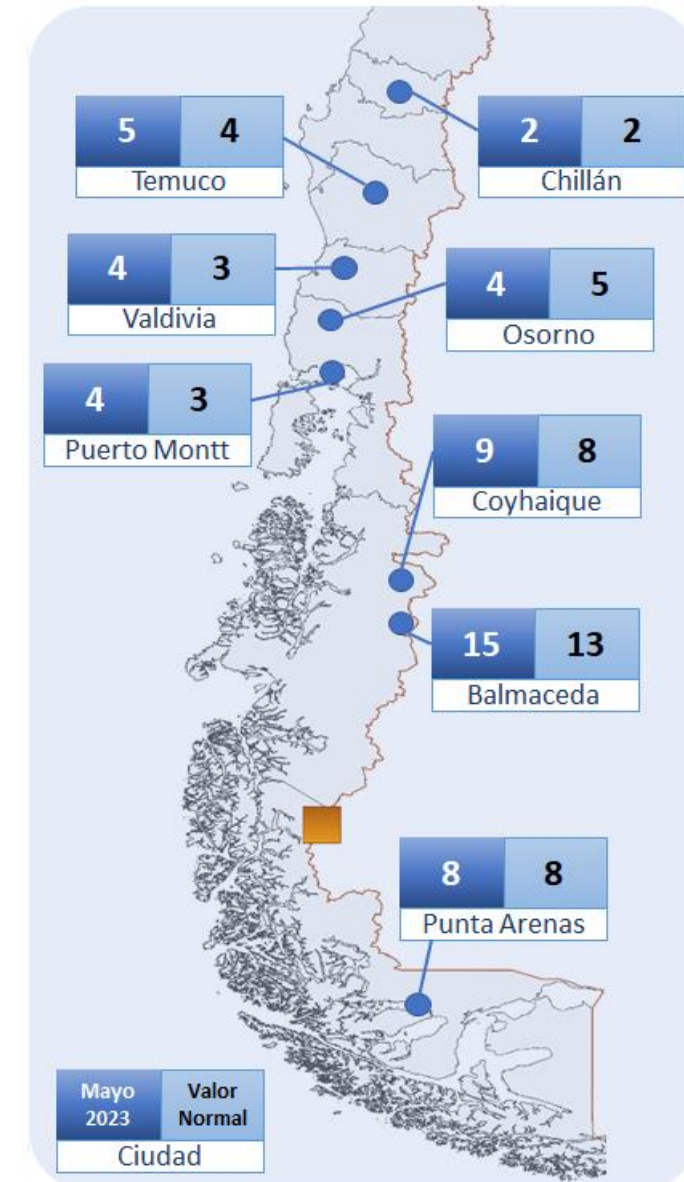 5 4
Temuco
2 2
Chillán
4 3
Valdivia
4 5
Osorno
4 3
Puerto Montt
9 8
Coyhaique
15 13
Balmaceda
8 8
Punta Arenas
Mayo Valor
2023 Normal
Ciudad